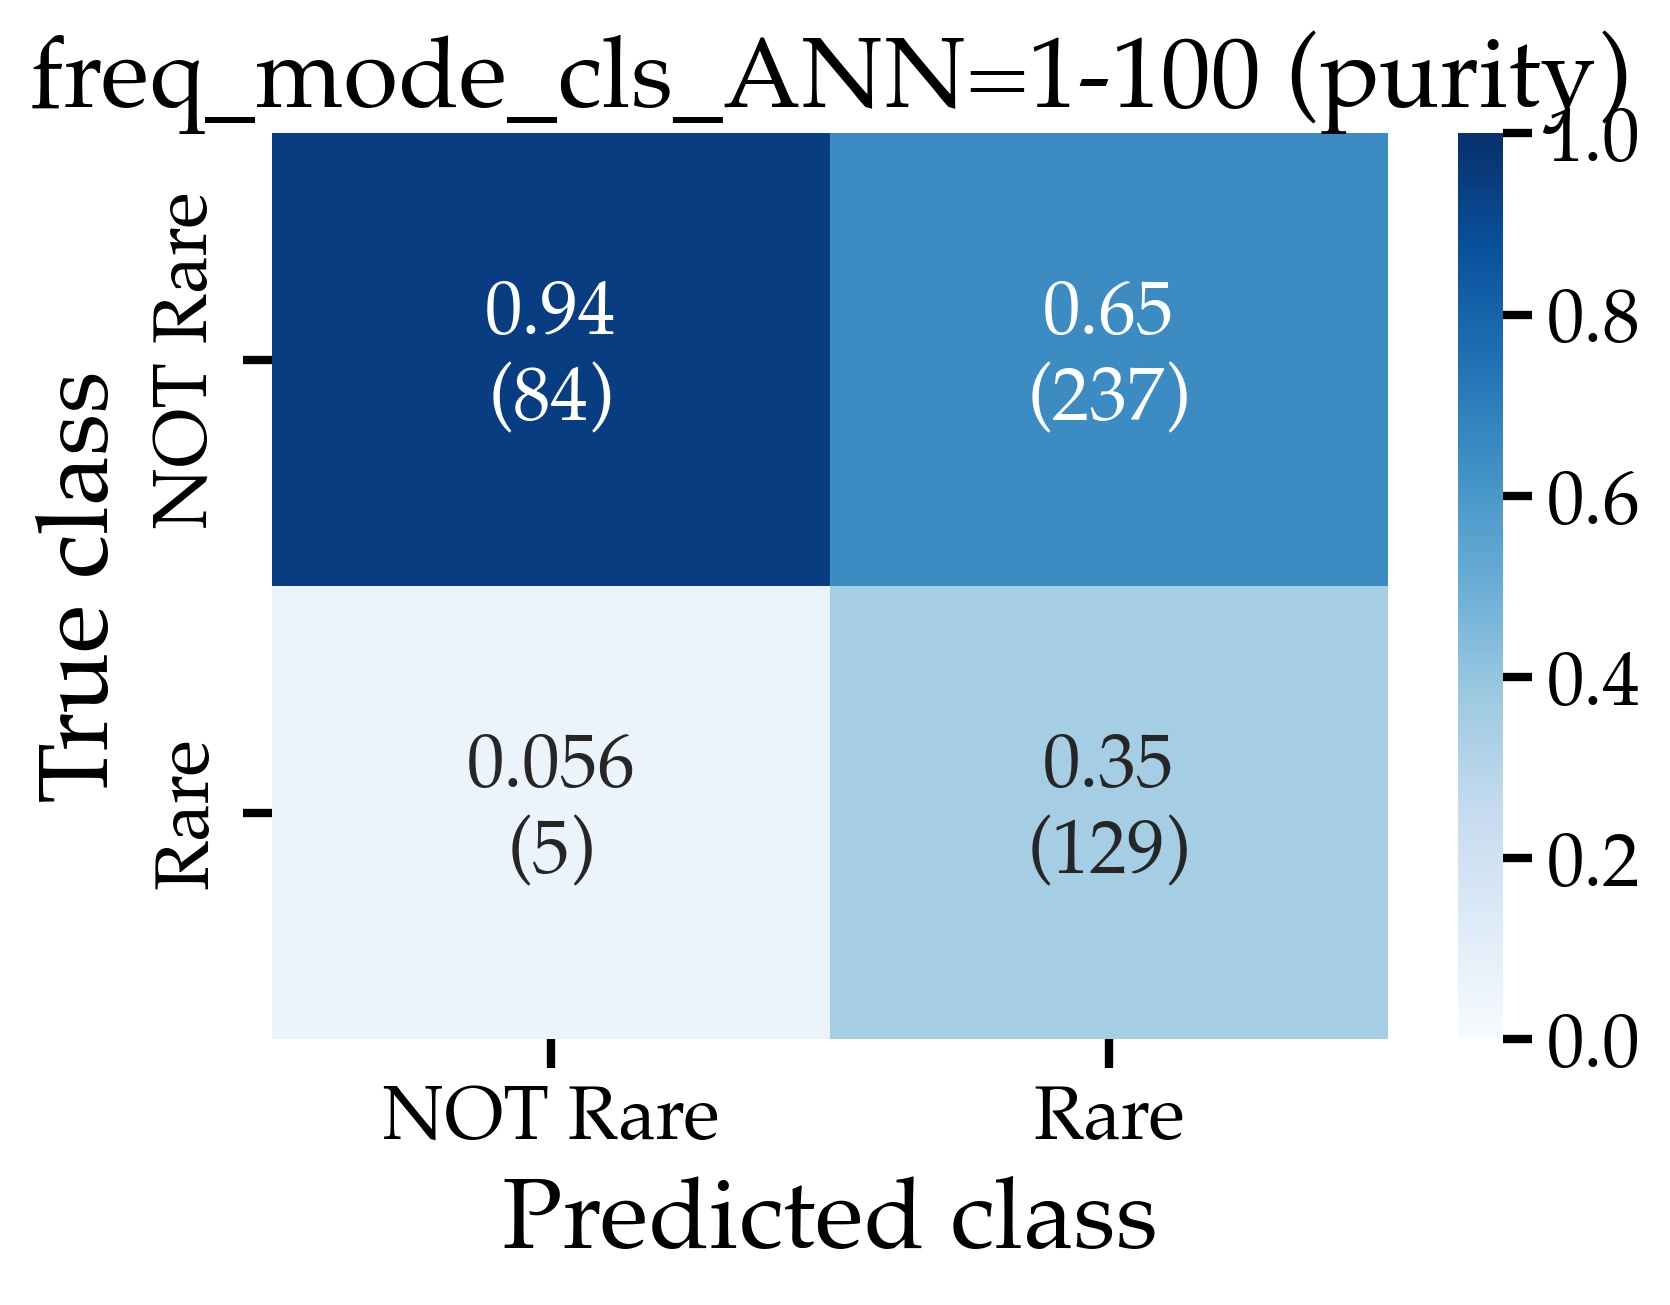 freq_mode_cls_ANN=1-100 (purity)
True class
NOT Rare
Rare
0.94
(84)
0.65
(237)
0.056
(5)
0.35
(129)
NOT Rare
Rare
Predicted class
1.0
0.8
0.6
0.4
0.2
0.0